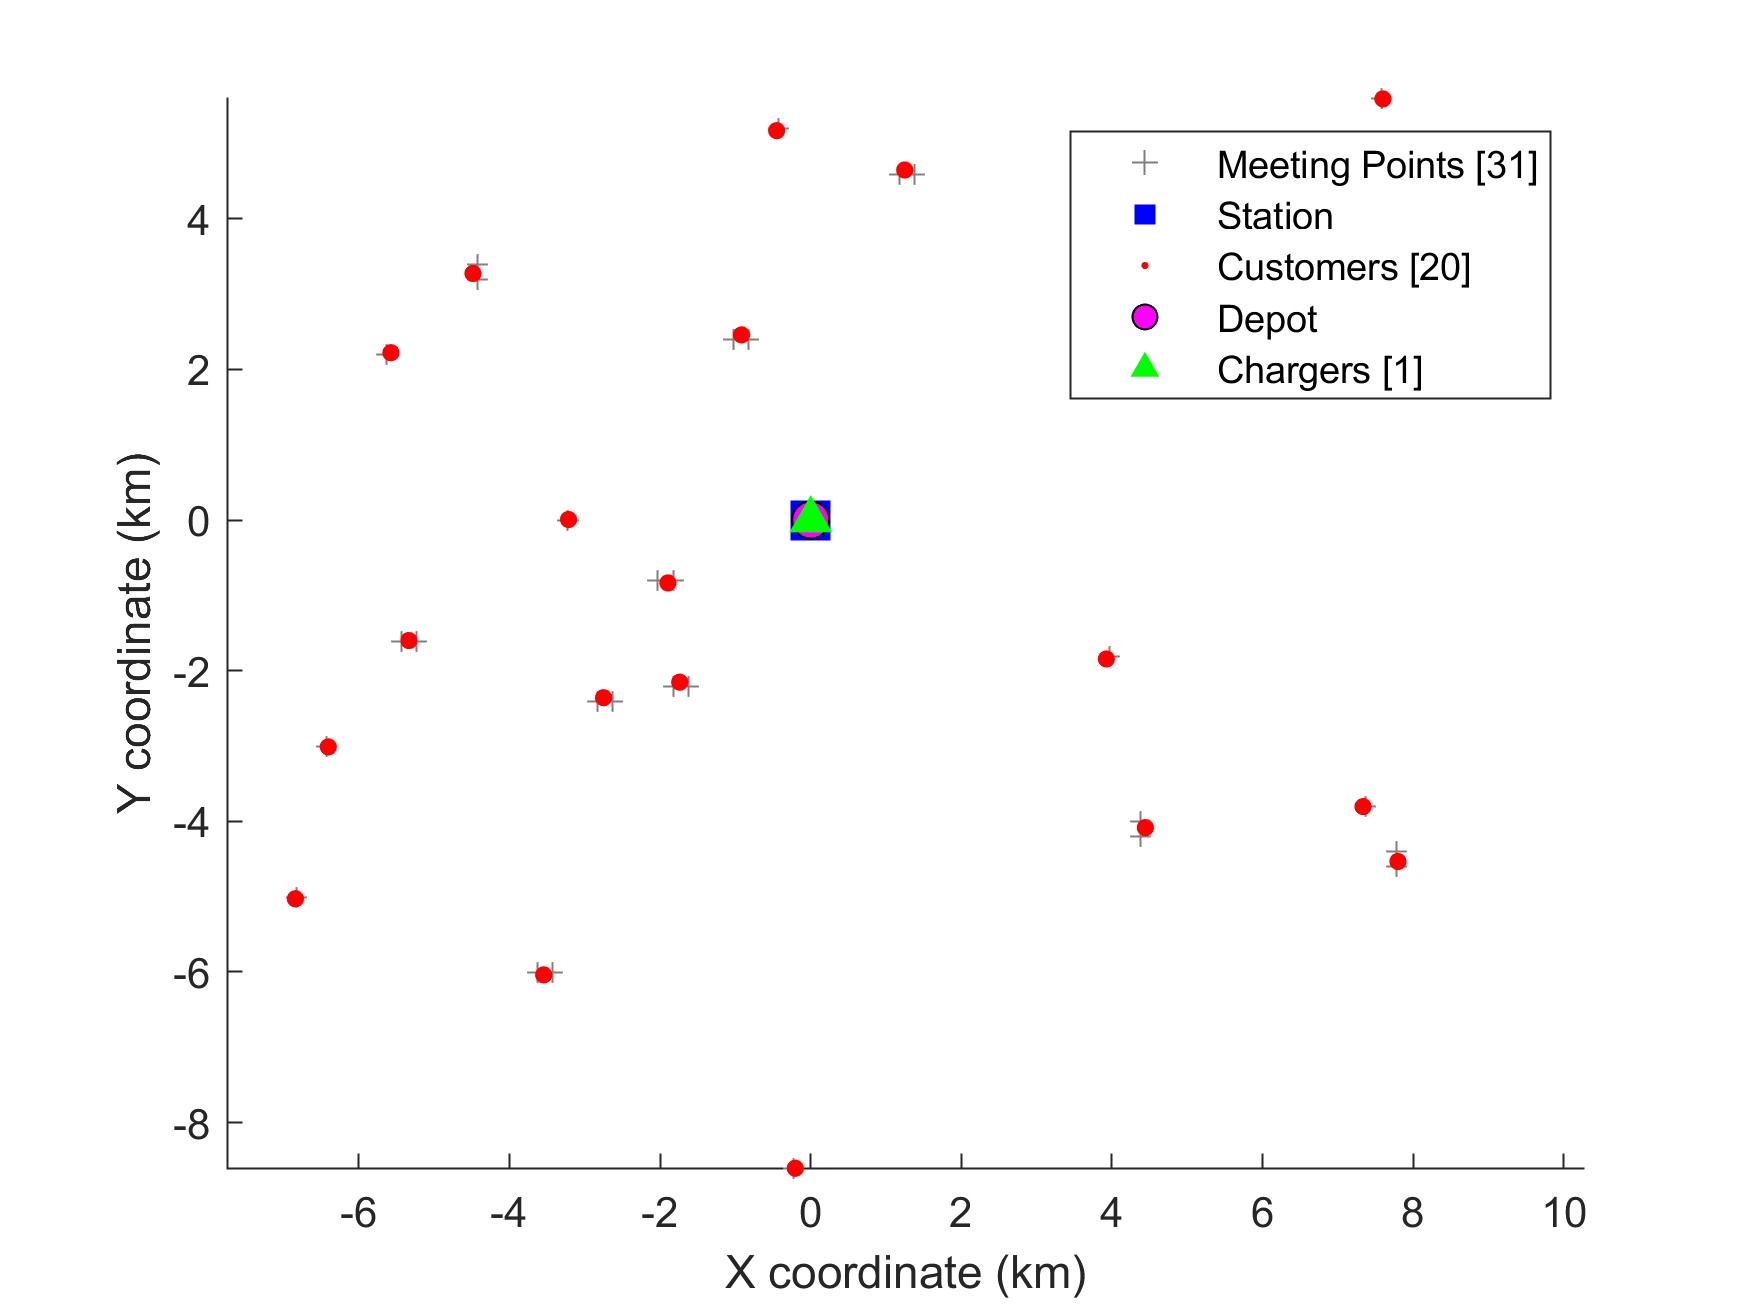 4
2
0
-2
-4
-6
-8
Y coordinate (km)
Meeting Points [31]
Station
Customers [20]
Depot
Chargers [1]
-6 -4 -2 0 2 4 6 8 10
X coordinate (km)